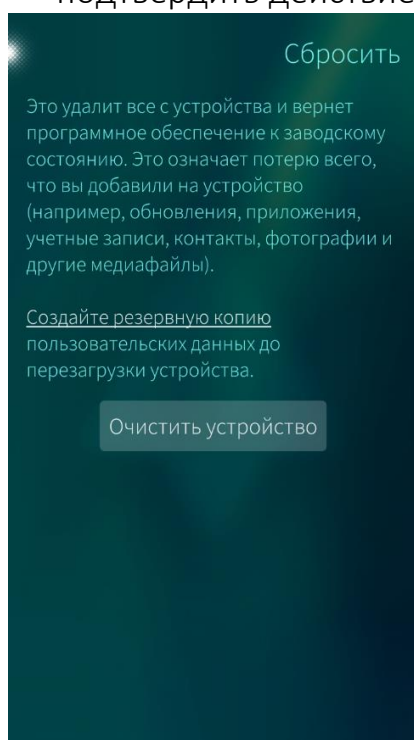 подтвердить действие
Сбросить
Это удалит все с устройства и вернет
программное обеспечение к заводскому
состоянию. Это означает потерю всего,
что вы добавили на устройство
(например, обновления, приложения,
учетные записи, контакты, фотографии и
другие медиафайлы).
Создайте резервную копию
пользовательских данных до
перезагрузки устройства.
Очистить устройство